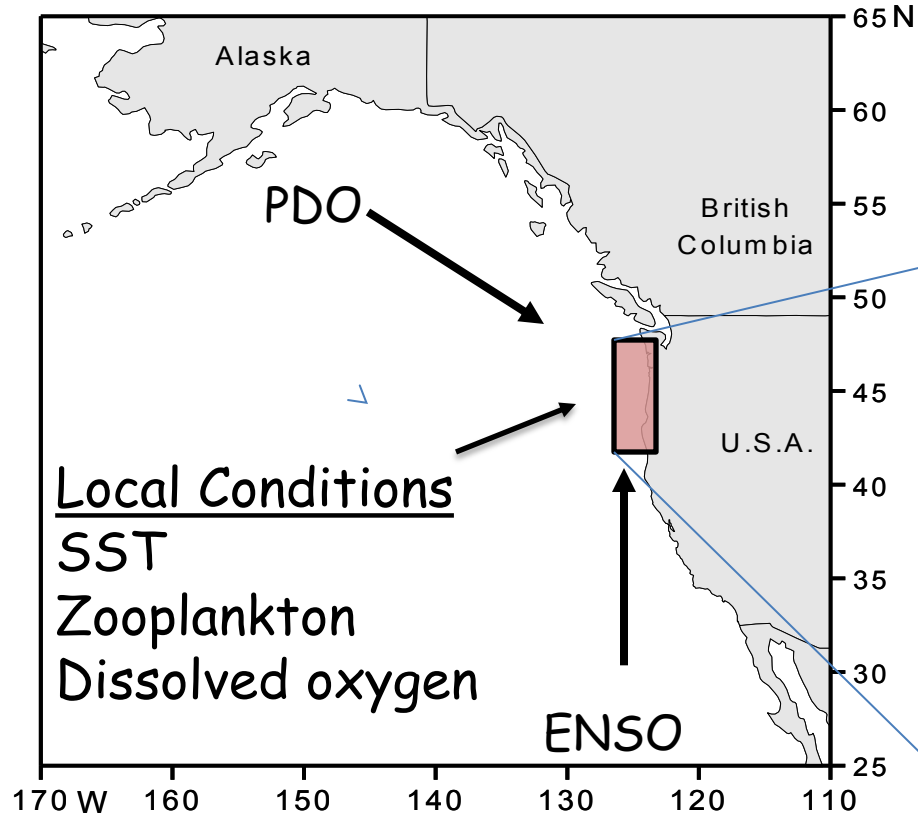 65 N
Alaska
60
PDO
55
British
Columbia
50
45
U.S.A.
Local Conditions
40
SST
Zooplankton
35
Dissolved oxygen
30
ENSO
25
170 W 160 150 140 130 120 110